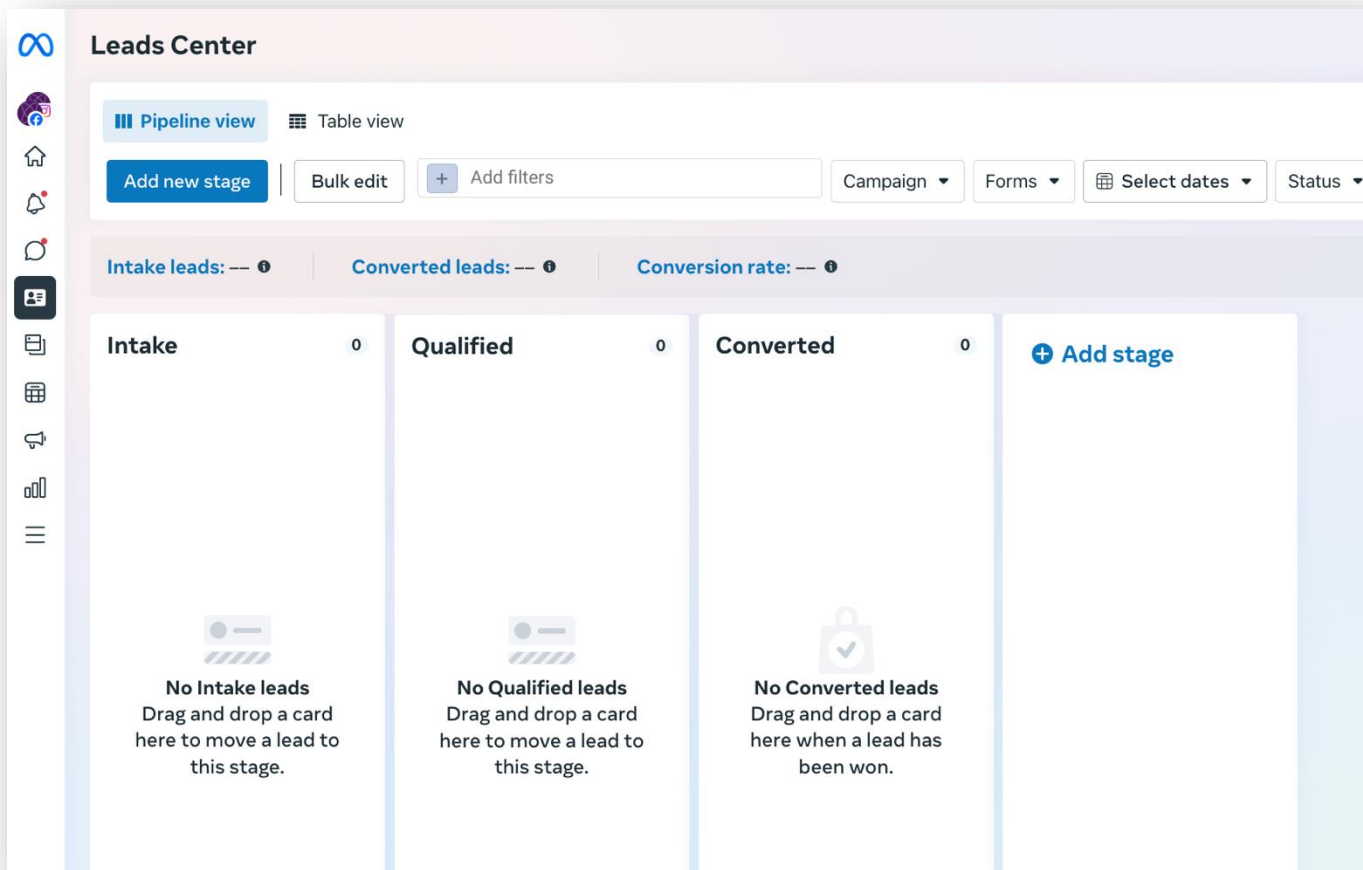 Leads Center
Pipeline view
Table view
Add new stage
Bulk edit
+ Add filters
Campaign
Forms
Select dates
Status
Intake leads: --
Converted leads: --
Conversion rate: --
Intake 0
Qualified 0
Converted 0
Add stage
No Intake leads
Drag and drop a card
here to move a lead to
this stage.
No Qualified leads
Drag and drop a card
here to move a lead to
this stage.
No Converted leads
Drag and drop a card
here when a lead has
been won.